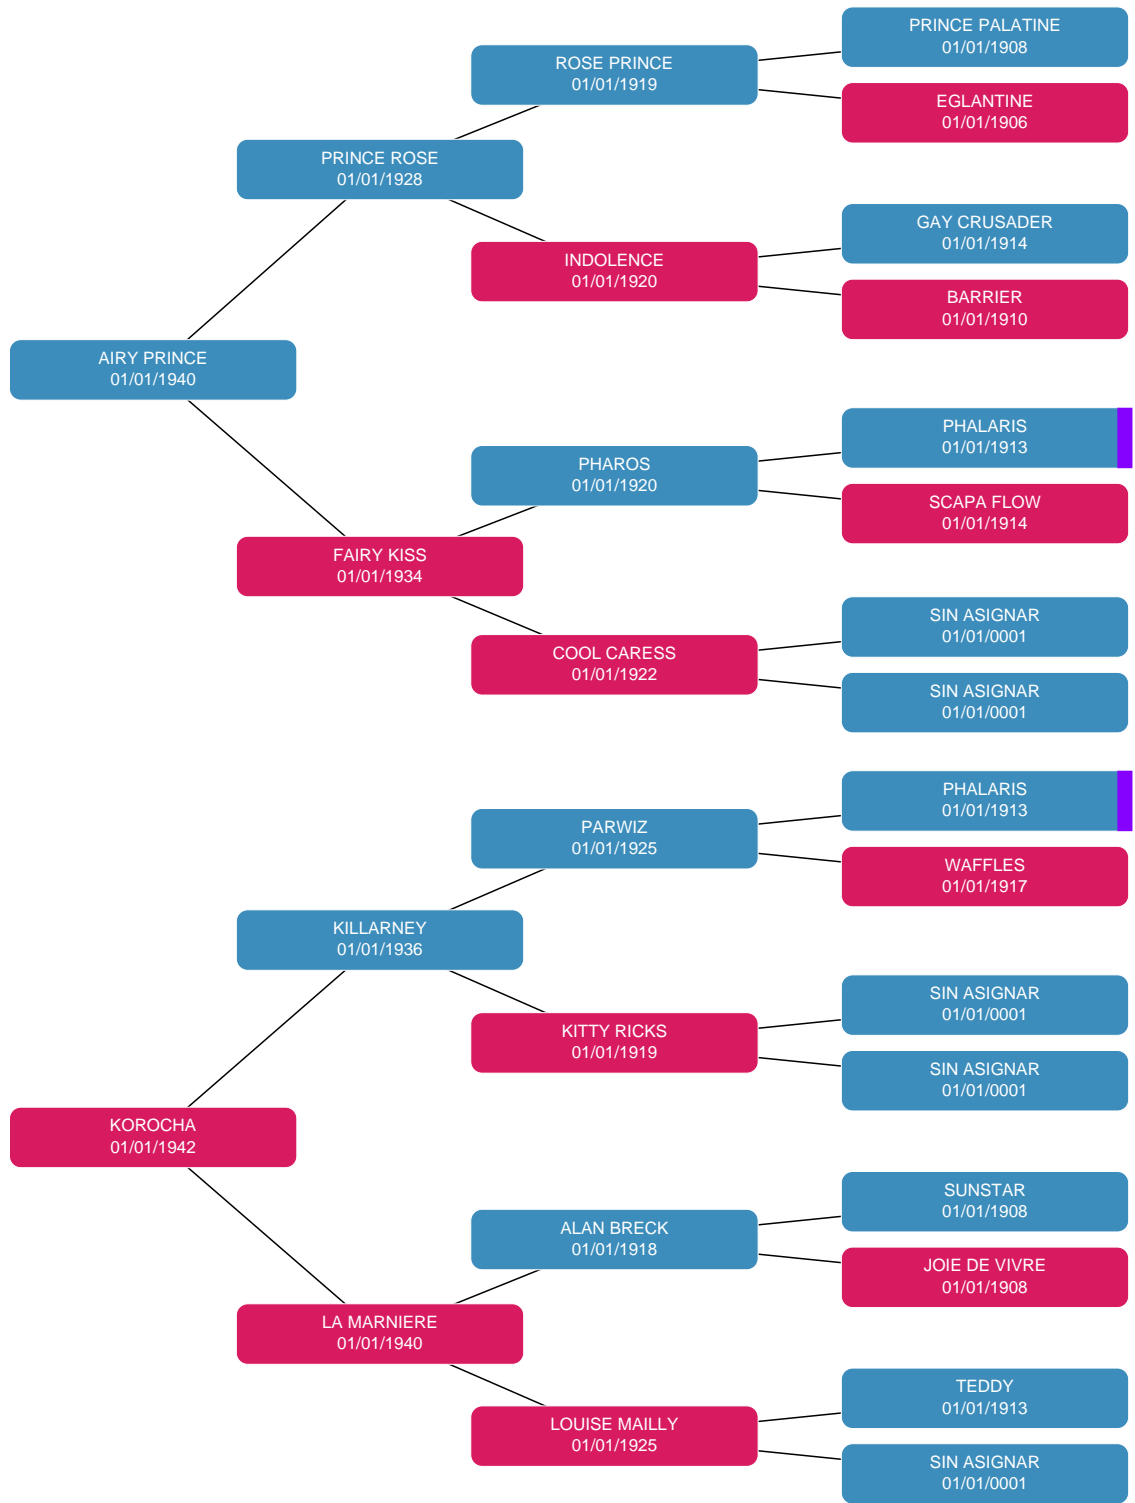 PRINCE PALATINE
01/01/1908
ROSE PRINCE
01/01/1919
EGLANTINE
01/01/1906
PRINCE ROSE
01/01/1928
GAY CRUSADER
01/01/1914
INDOLENCE
01/01/1920
BARRIER
01/01/1910
AIRY PRINCE
01/01/1940
PHALARIS
01/01/1913
PHAROS
01/01/1920
SCAPA FLOW
01/01/1914
FAIRY KISS
01/01/1934
SIN ASIGNAR
01/01/0001
COOL CARESS
01/01/1922
SIN ASIGNAR
01/01/0001
PHALARIS
01/01/1913
PARWIZ
01/01/1925
WAFFLES
01/01/1917
KILLARNEY
01/01/1936
SIN ASIGNAR
01/01/0001
KITTY RICKS
01/01/1919
SIN ASIGNAR
01/01/0001
KOROCHA
01/01/1942
SUNSTAR
01/01/1908
ALAN BRECK
01/01/1918
JOIE DE VIVRE
01/01/1908
LA MARNIERE
01/01/1940
TEDDY
01/01/1913
LOUISE MAILLY
01/01/1925
SIN ASIGNAR
01/01/0001